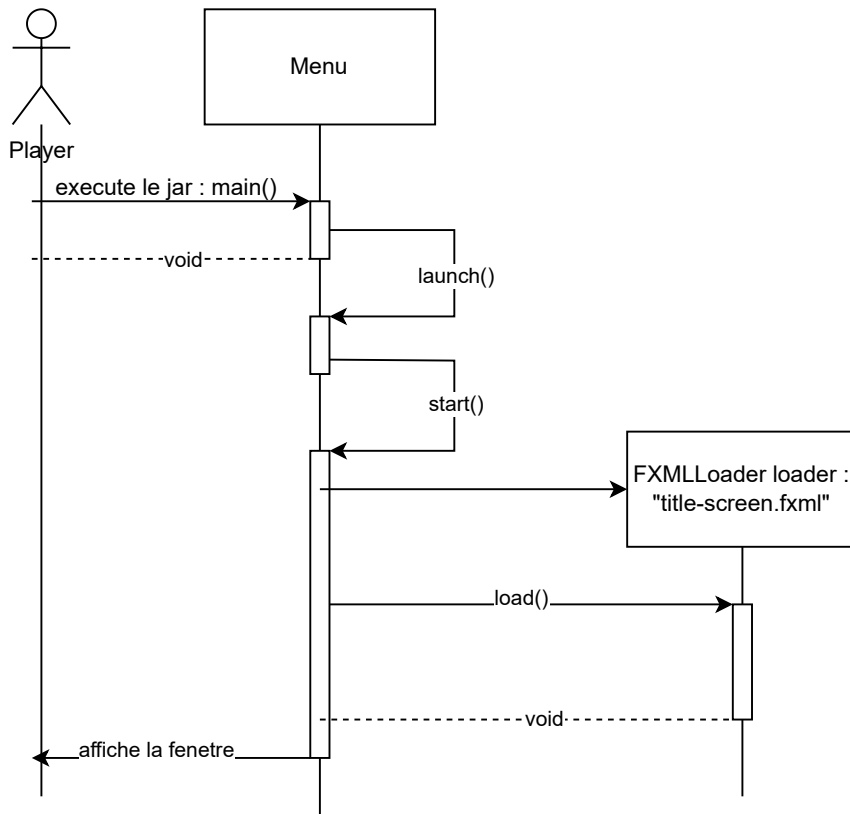 Menu
Player
execute le jar : main()
void
launch()
start()
FXMLLoader loader :
"title-screen.fxml"
load()
void
affiche la fenetre